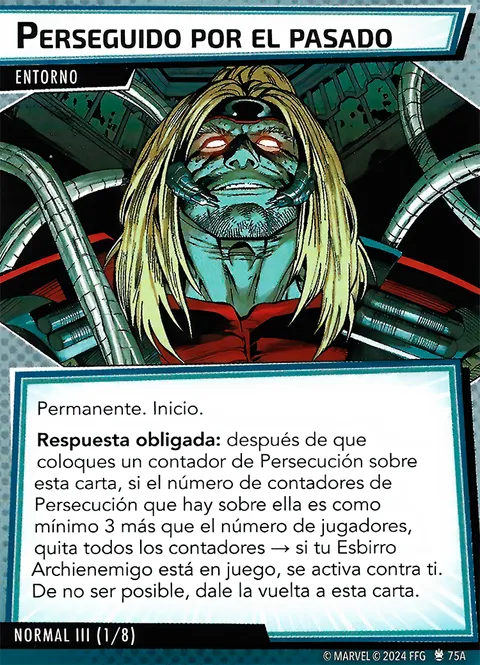 PERSEGUIDO POR EL PASADO
ENTORNO
Permanente. Inicio.
Respuesta obligada: después de que
coloques un contador de Persecución sobre
esta carta, si el número de contadores de
Persecución que hay sobre ella es como
mínimo 3 más que el número de jugadores,
quita todos los contadores → si tu Esbirro
Archienemigo está en juego, se activa contra ti.
De no ser posible, dale la vuelta a esta carta.
NORMAL III (1/8)
© MARVEL © 2024 FFG 75A